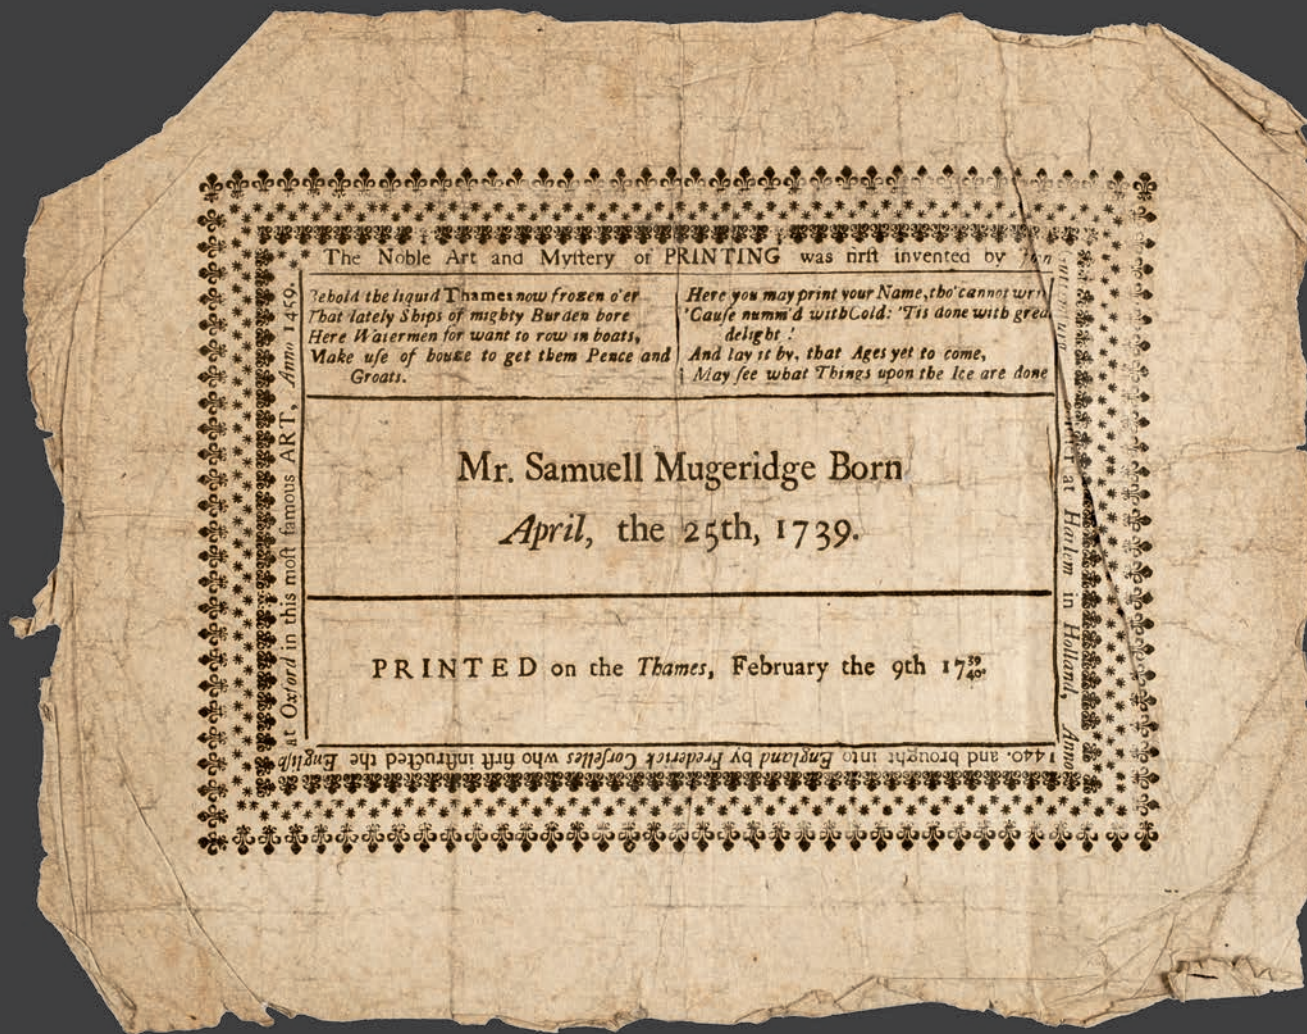 The Noble Art and Myſtery of PRINTING was firſt invented by
Behold the liquid Thames now frozen o'er
That lately Ships of mighty Burden bore
Here Watermen for want to row in boats,
Make uſe of bouze to get them Pence and
Groats.
Here you may print your Name, tho' cannot
'Cauſe numm'd with Cold: 'Tis done with
delight !
And lay it by, that Ages yet to come,
May ſee what Things upon the Ice are done
Mr. Samuell Mugeridge Born
April, the 25th, 1739.
PRINTED on the Thames, February the 9th 17 39/40.
at Harlem in Holland, Anno
1440. and brought into England by Frederick Corſelles who firſt inſtructed the Engliſh
at Oxford in this moſt famous ART, Anno 1459.